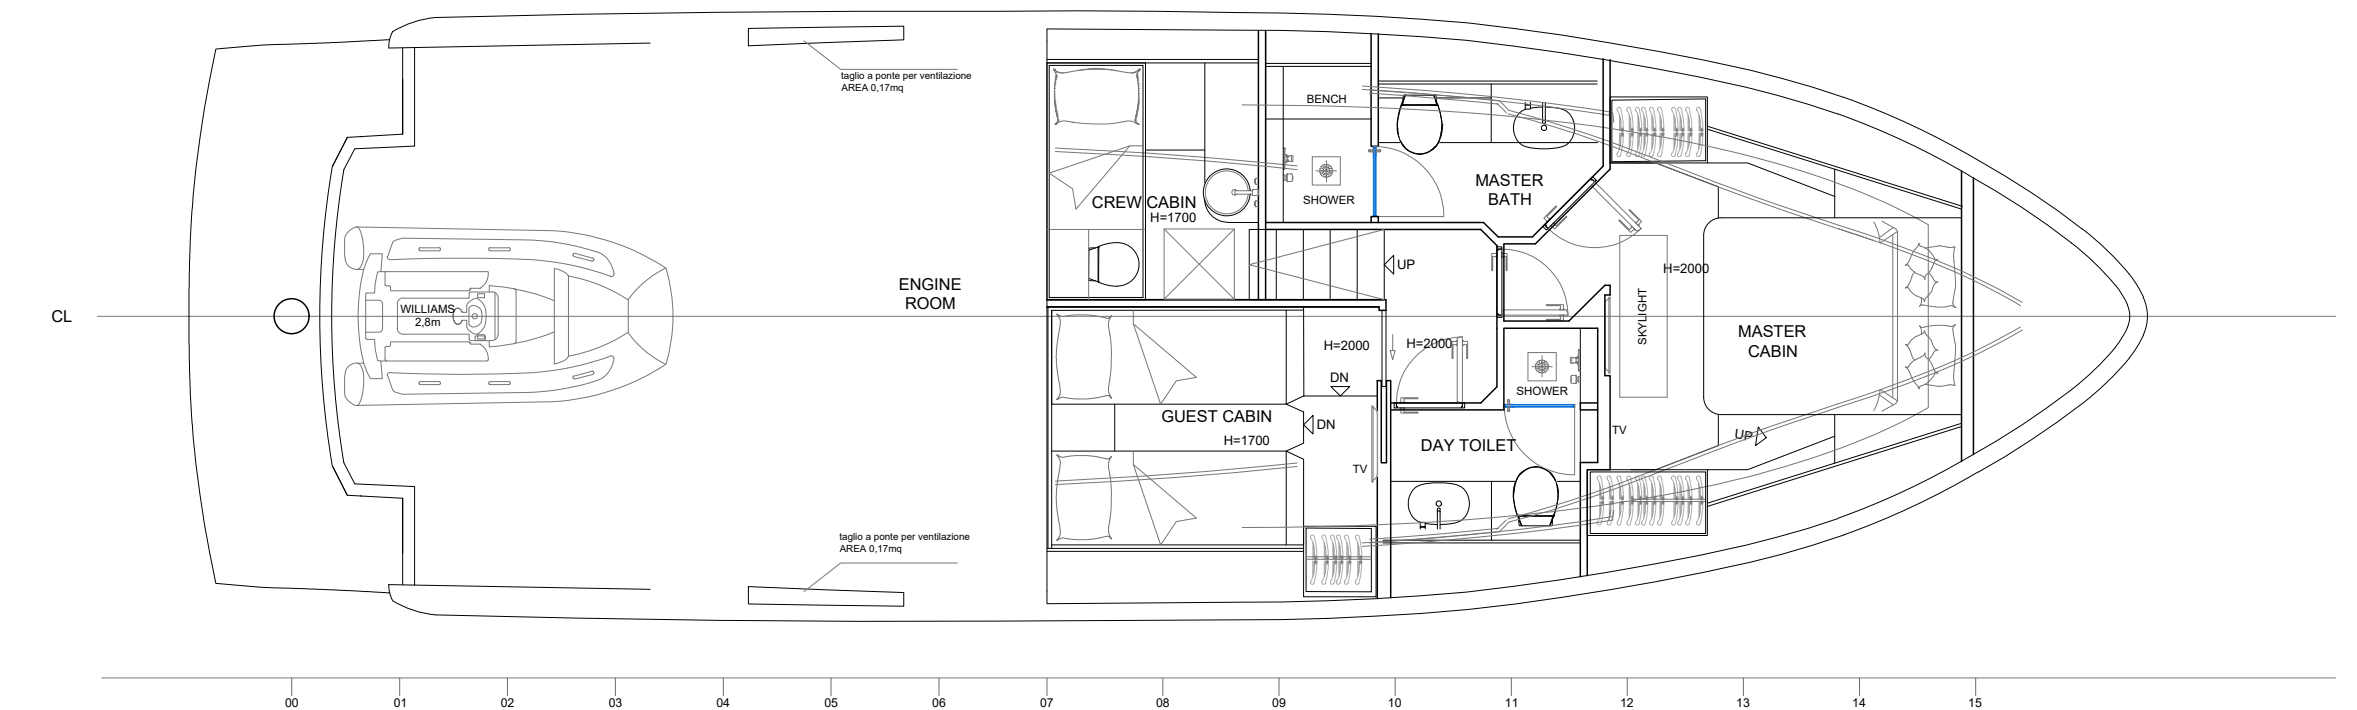 taglio a ponte per ventilazione
AREA 0,17mq
BENCH
H
CREW CABIN
H=1700
SHOWER
MASTER
BATH
UP
H=2000
ENGINE
ROOM
WILLIAMS
2,8m
CL
SKYLIGHT
MASTER
CABIN
H=2000
H=2000
DN
SHOWER
GUEST CABIN
H=1700
DN
DAY TOILET
TV
UP
TV
H
taglio a ponte per ventilazione
AREA 0,17mq
00 01 02 03 04 05 06 07 08 09 10 11 12 13 14 15